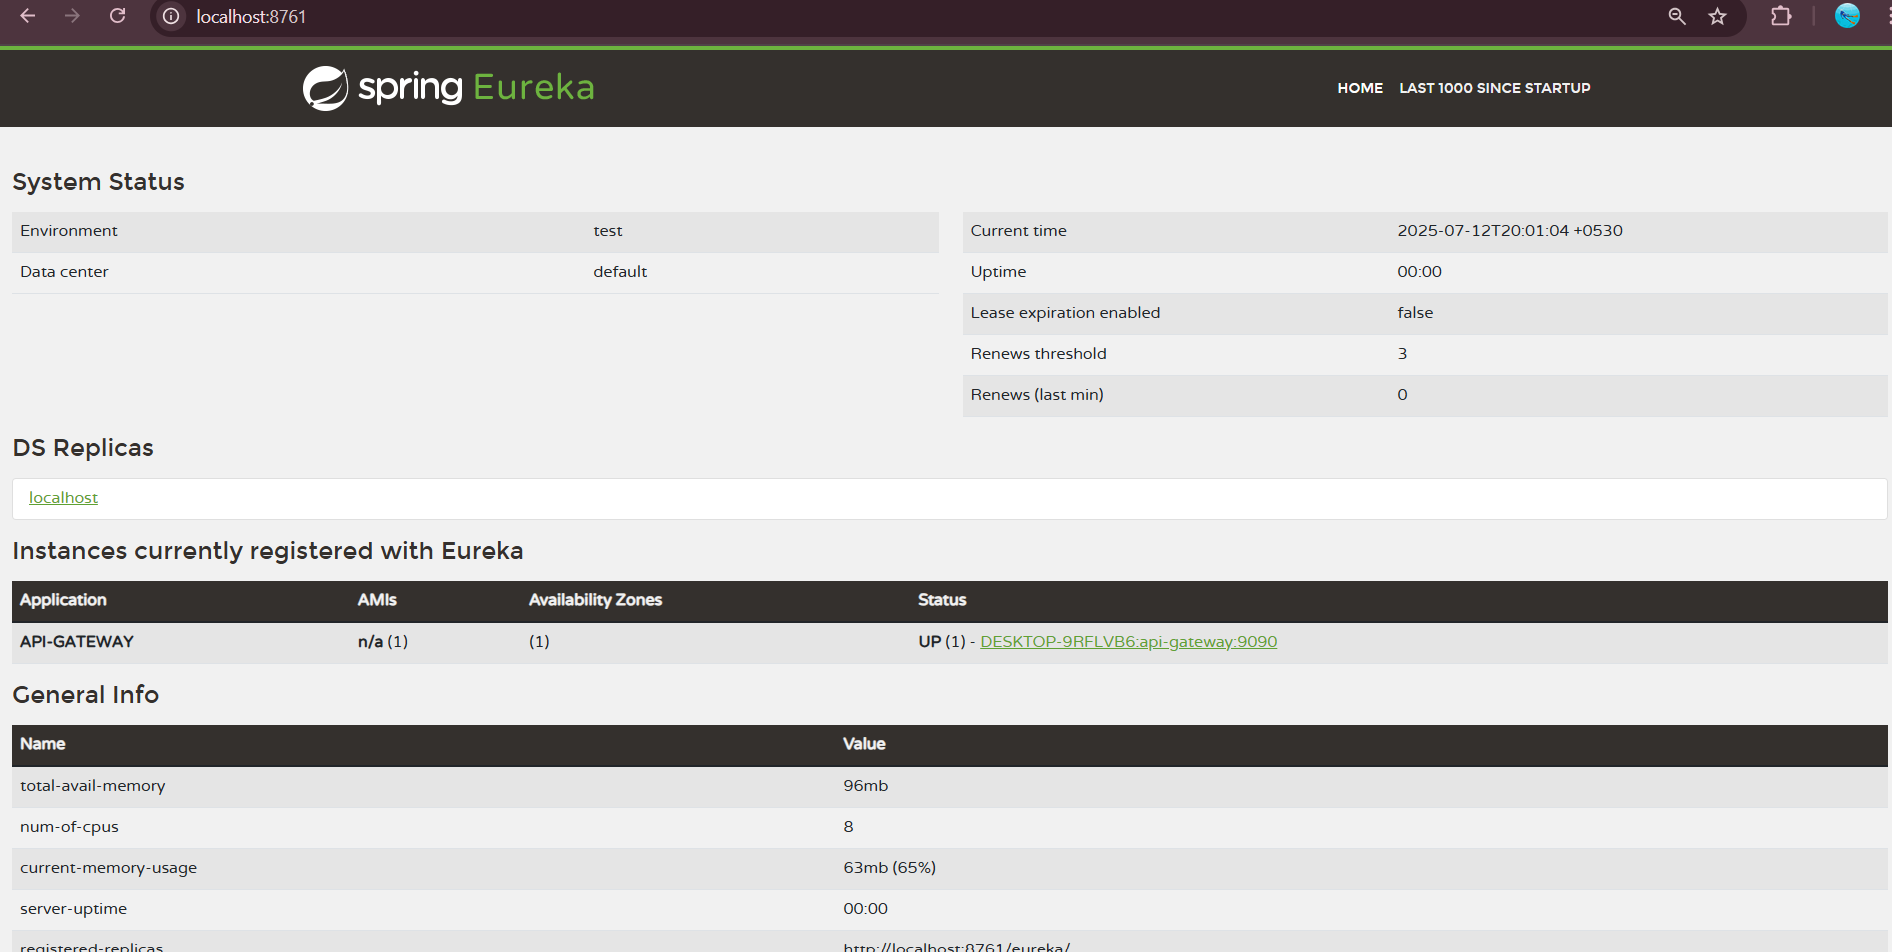 localhost:8761
spring Eureka
HOME LAST 1000 SINCE STARTUP
System Status
Environment test
Data center default
Current time 2025-07-12T20:01:04 +0530
Uptime 00:00
Lease expiration enabled false
Renews threshold 3
Renews (last min) 0
DS Replicas
localhost
Instances currently registered with Eureka
Application AMIs Availability Zones Status
API-GATEWAY n/a (1) (1) UP (1) - DESKTOP-9RFLVB6:api-gateway:9090
General Info
Name Value
total-avail-memory 96mb
num-of-cpus 8
current-memory-usage 63mb (65%)
server-uptime 00:00
registered-replicas http://localhost:8761/eureka/